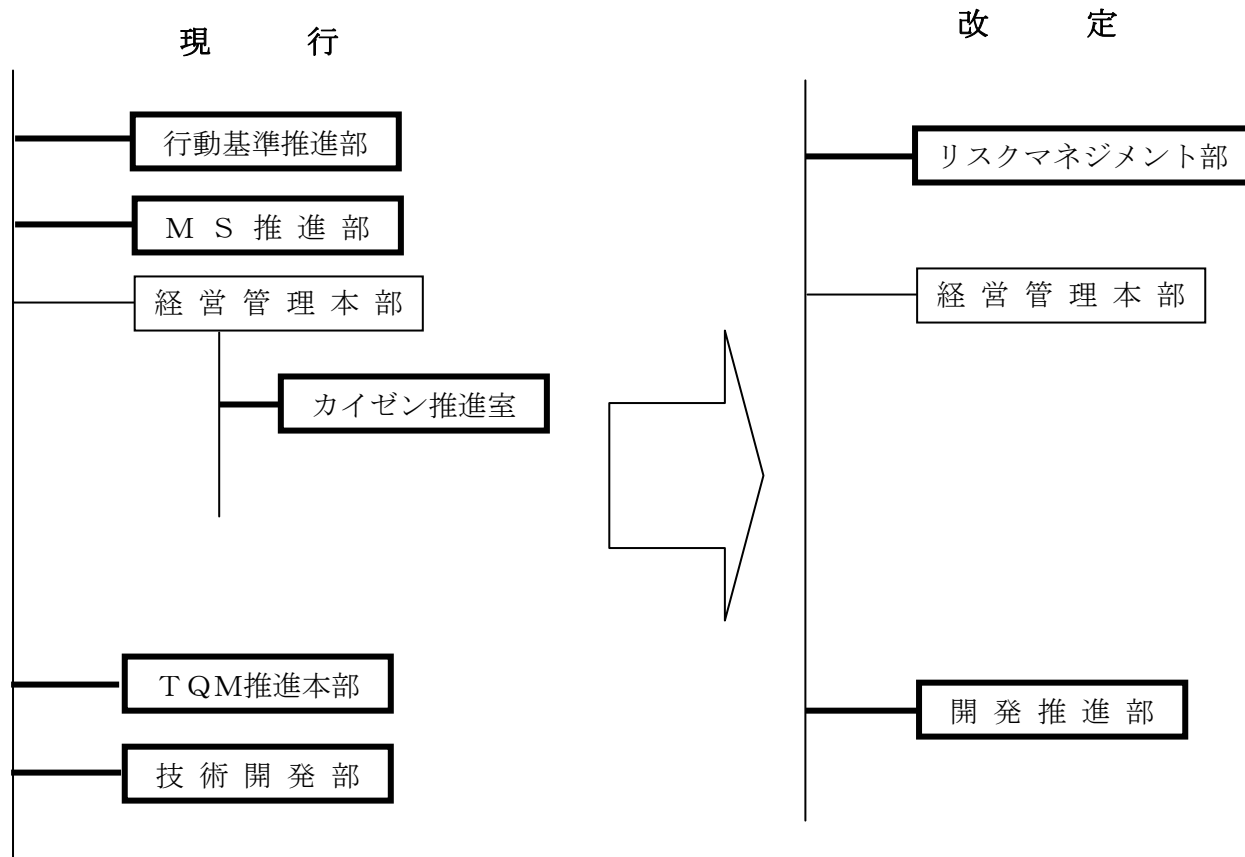 現 行
行動基準推進部
ＭＳ推進部
経営管理本部
カイゼン推進室
ＴＱＭ推進本部
技術開発部
改 定
リスクマネジメント部
経営管理本部
開発推進部